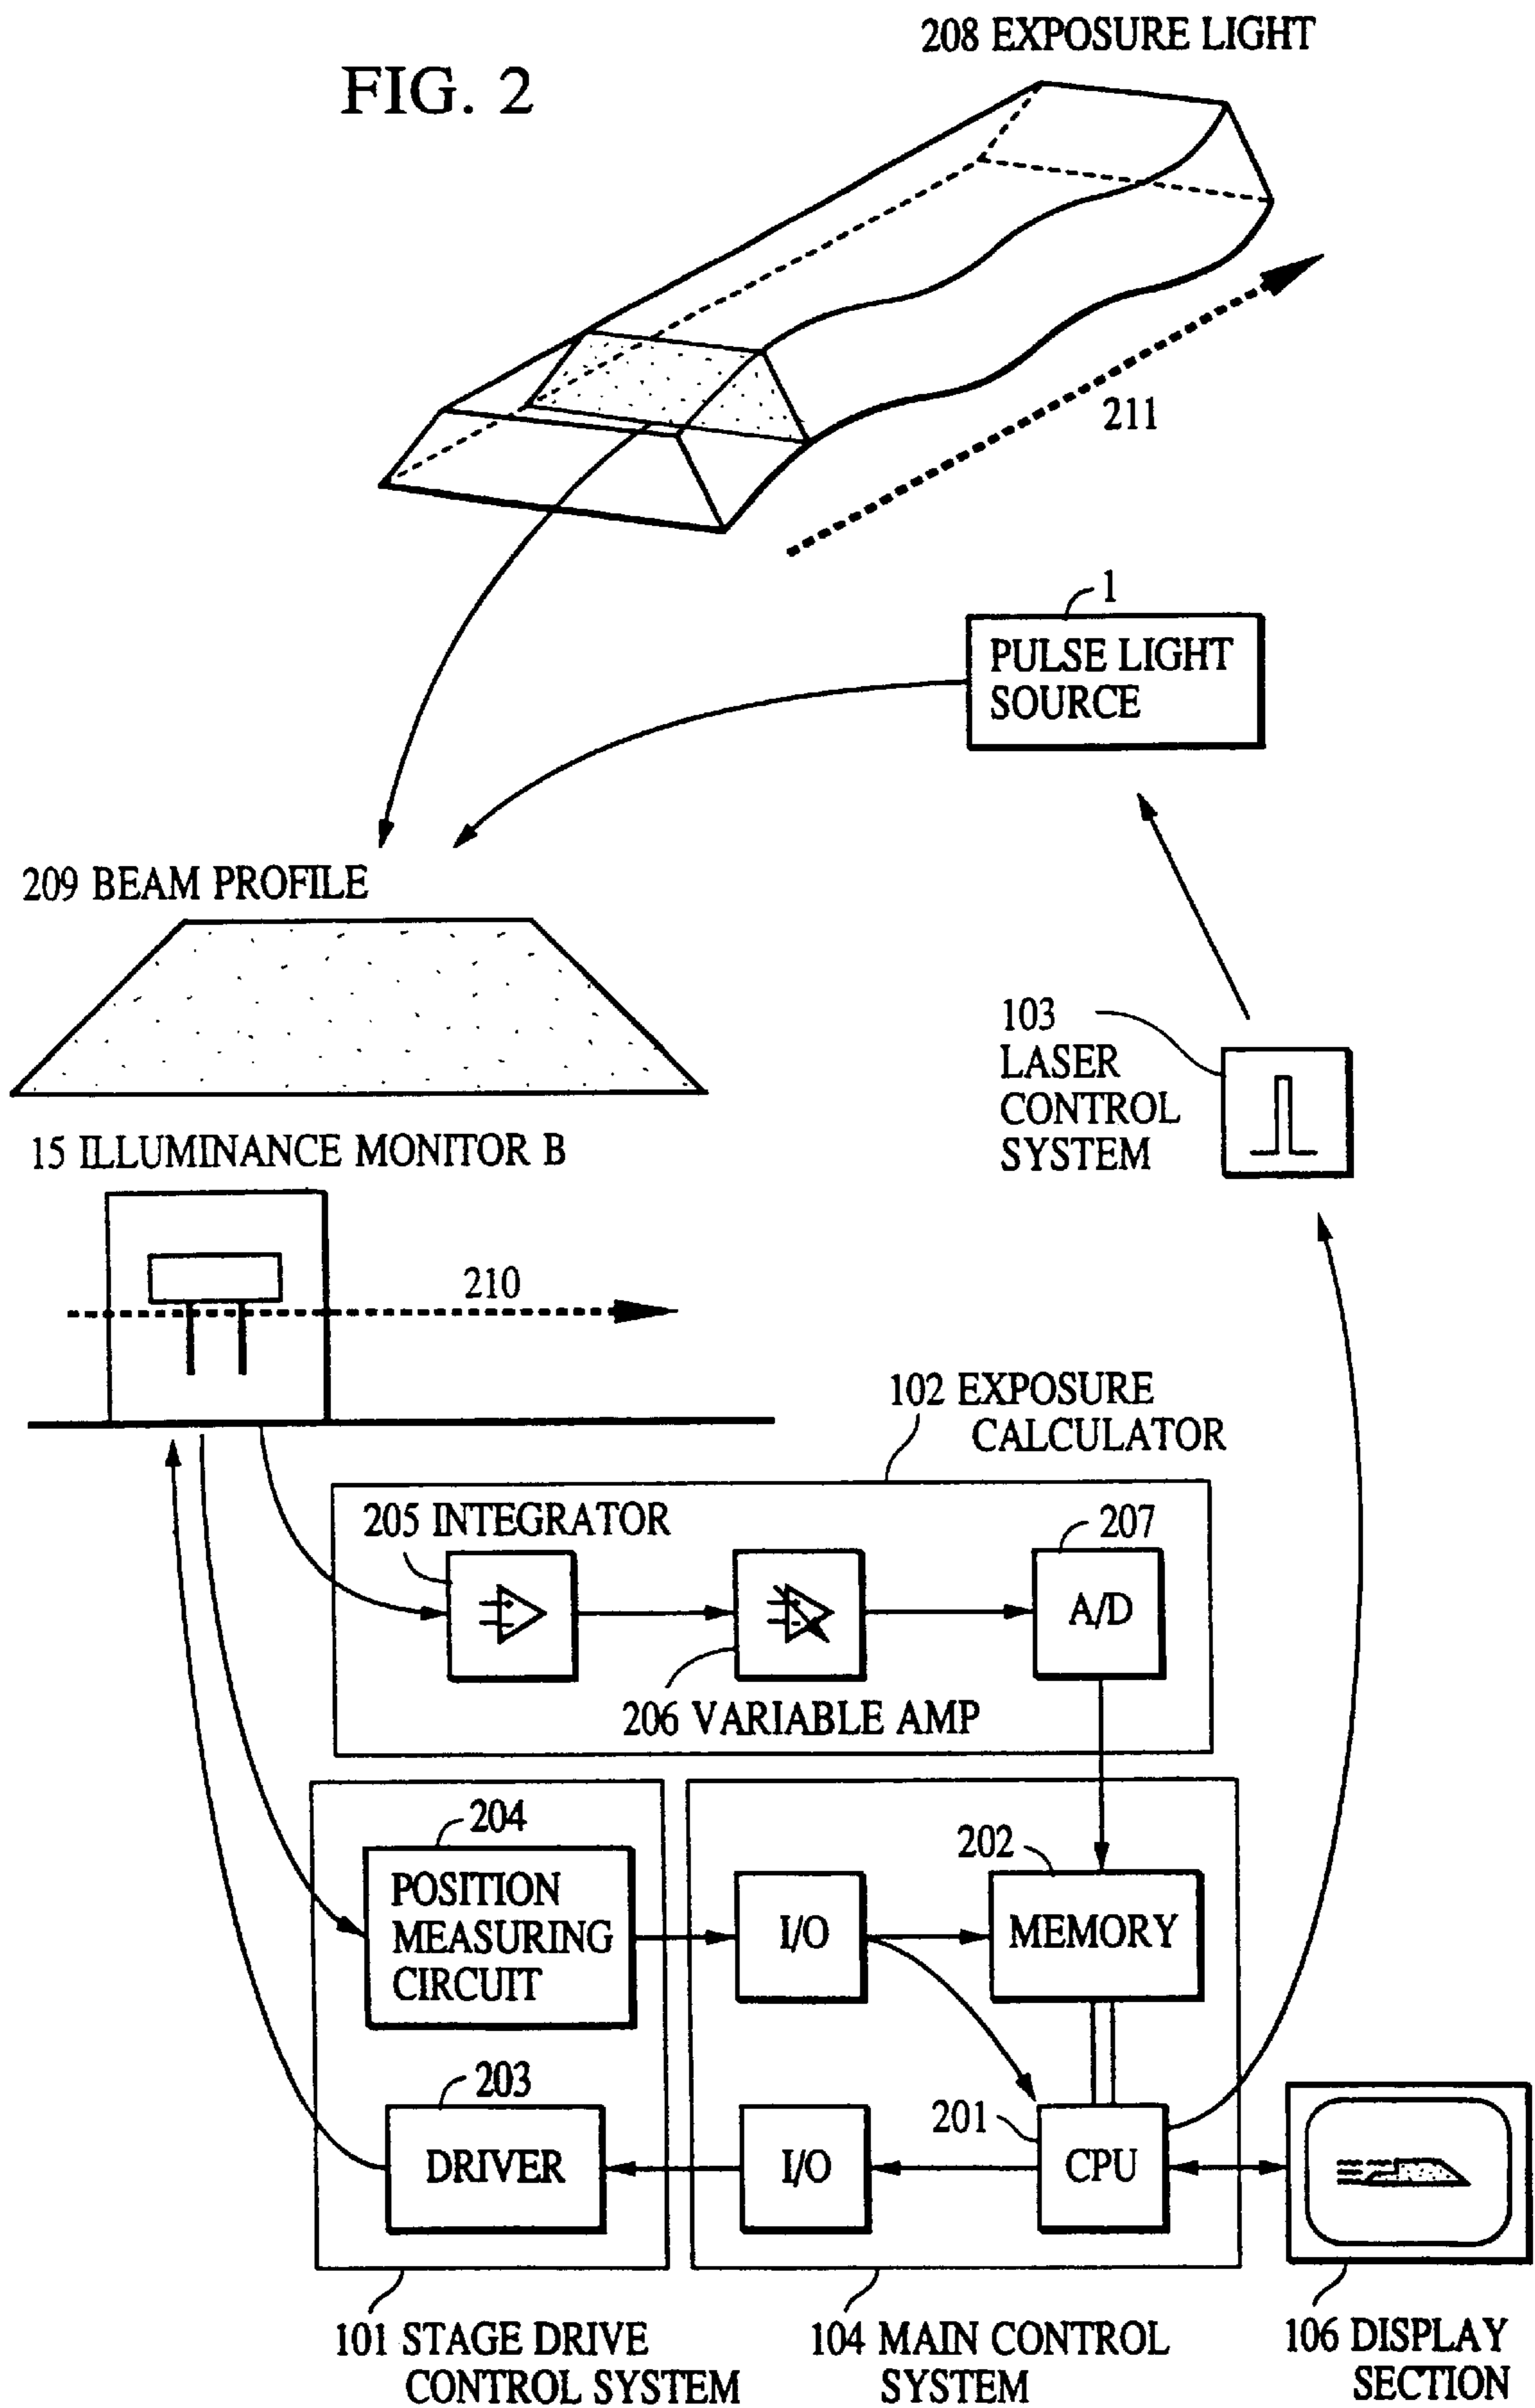 208 EXPOSURE LIGHT
FIG. 2
211
1
PULSE LIGHT
SOURCE
209 BEAM PROFILE
103
LASER
CONTROL
SYSTEM
15 ILLUMINANCE MONITOR B
210
102 EXPOSURE
CALCULATOR
205 INTEGRATOR
207
A/D
206 VARIABLE AMP
204
POSITION
MEASURING
CIRCUIT
I/O
202
MEMORY
203
DRIVER
I/O
201
CPU
101 STAGE DRIVE
CONTROL SYSTEM
104 MAIN CONTROL
SYSTEM
106 DISPLAY
SECTION